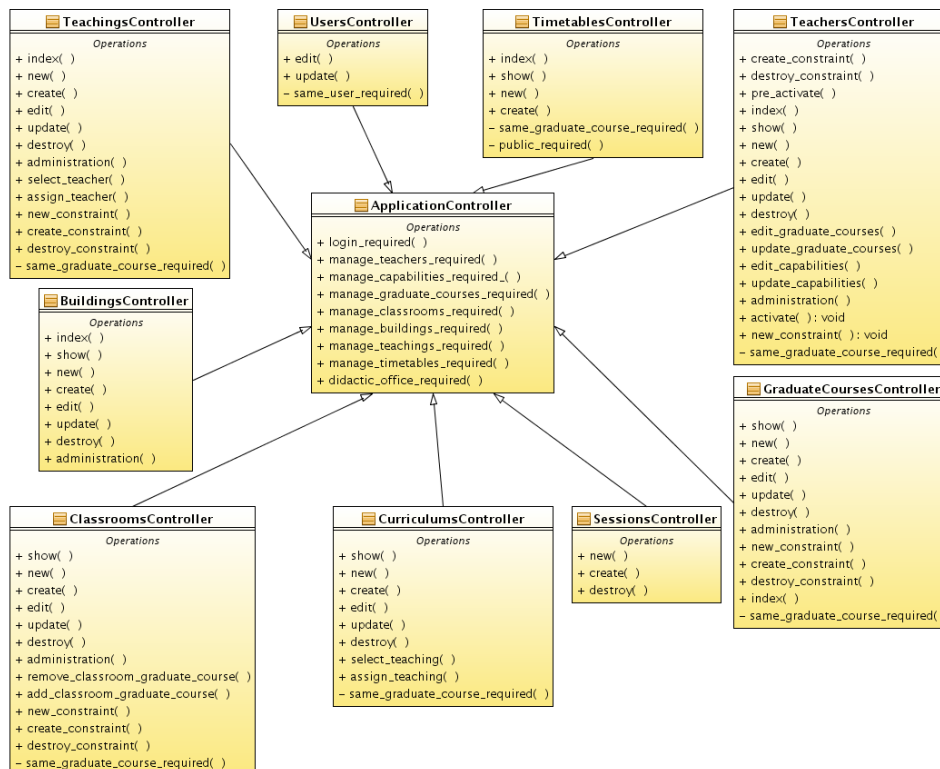 TeachingsController
Operations
+ index( )
+ new( )
+ create( )
+ edit( )
+ update( )
+ destroy( )
+ administration( )
+ select_teacher( )
+ assign_teacher( )
+ new_constraint( )
+ create_constraint( )
+ destroy_constraint( )
− same_graduate_course_required( )
UsersController
Operations
+ edit( )
+ update( )
− same_user_required( )
TimetablesController
Operations
+ index( )
+ show( )
+ new( )
+ create( )
− same_graduate_course_required( )
− public_required( )
TeachersController
Operations
+ create_constraint( )
+ destroy_constraint( )
+ pre_activate( )
+ index( )
+ show( )
+ new( )
+ create( )
+ edit( )
+ update( )
+ destroy( )
+ edit_graduate_courses( )
+ update_graduate_courses( )
+ edit_capabilities( )
+ update_capabilities( )
+ administration( )
+ activate( ) : void
+ new_constraint( ) : void
− same_graduate_course_required(
ApplicationController
Operations
+ login_required( )
+ manage_teachers_required( )
+ manage_capabilities_required_( )
+ manage_graduate_courses_required( )
+ manage_classrooms_required( )
+ manage_buildings_required( )
+ manage_teachings_required( )
+ manage_timetables_required( )
+ didactic_office_required( )
BuildingsController
Operations
+ index( )
+ show( )
+ new( )
+ create( )
+ edit( )
+ update( )
+ destroy( )
+ administration( )
GraduateCoursesController
Operations
+ show( )
+ new( )
+ create( )
+ edit( )
+ update( )
+ destroy( )
+ administration( )
+ new_constraint( )
+ create_constraint( )
+ destroy_constraint( )
+ index( )
− same_graduate_course_required(
ClassroomsController
Operations
+ show( )
+ new( )
+ create( )
+ edit( )
+ update( )
+ destroy( )
+ administration( )
+ remove_classroom_graduate_course( )
+ add_classroom_graduate_course( )
+ new_constraint( )
+ create_constraint( )
+ destroy_constraint( )
− same_graduate_course_required( )
CurriculumsController
Operations
+ show( )
+ new( )
+ create( )
+ edit( )
+ update( )
+ destroy( )
+ select_teaching( )
+ assign_teaching( )
− same_graduate_course_required( )
SessionsController
Operations
+ new( )
+ create( )
+ destroy( )